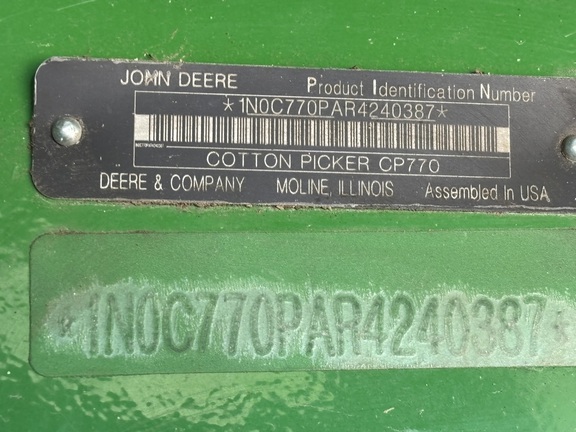 JOHN DEERE Product Identification Number
*1N0C770PAR4240387*
COTTON PICKER CP770
DEERE & COMPANY MOLINE, ILLINOIS Assembled In USA
*1N0C770PAR4240387*